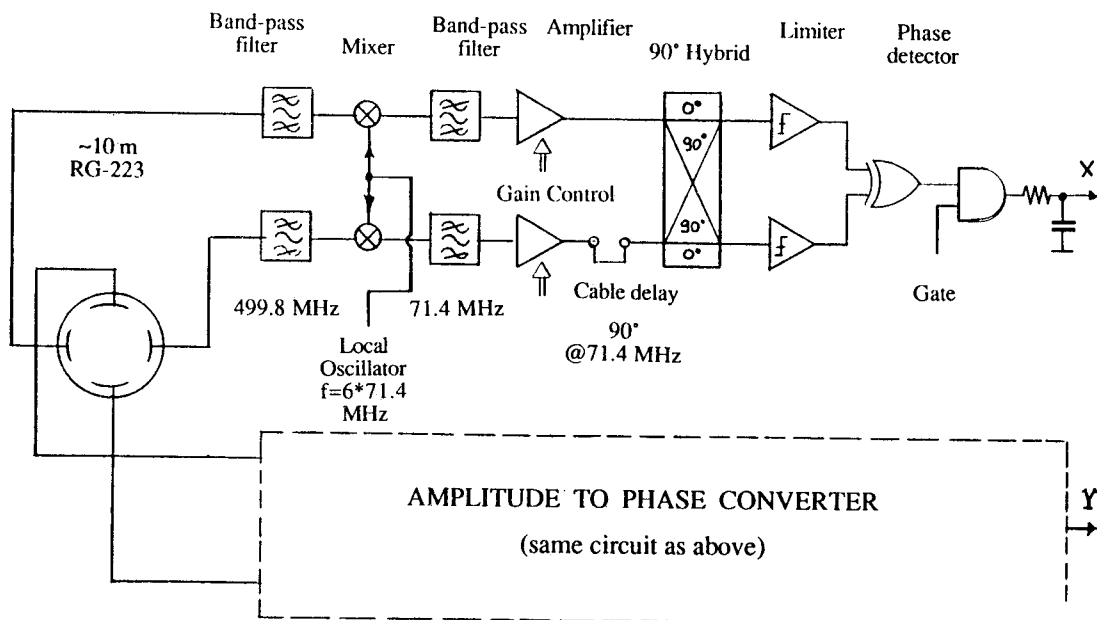 Band-pass
filter
Mixer
Band-pass
filter
Amplifier
90° Hybrid
Limiter
Phase
detector
~10 m
RG-223
0°
90°
90°
0°
Gain Control
X
Gate
Cable delay
90°
@71.4 MHz
499.8 MHz
71.4 MHz
Local
Oscillator
f=6*71.4
MHz
AMPLITUDE TO PHASE CONVERTER
(same circuit as above)
Y